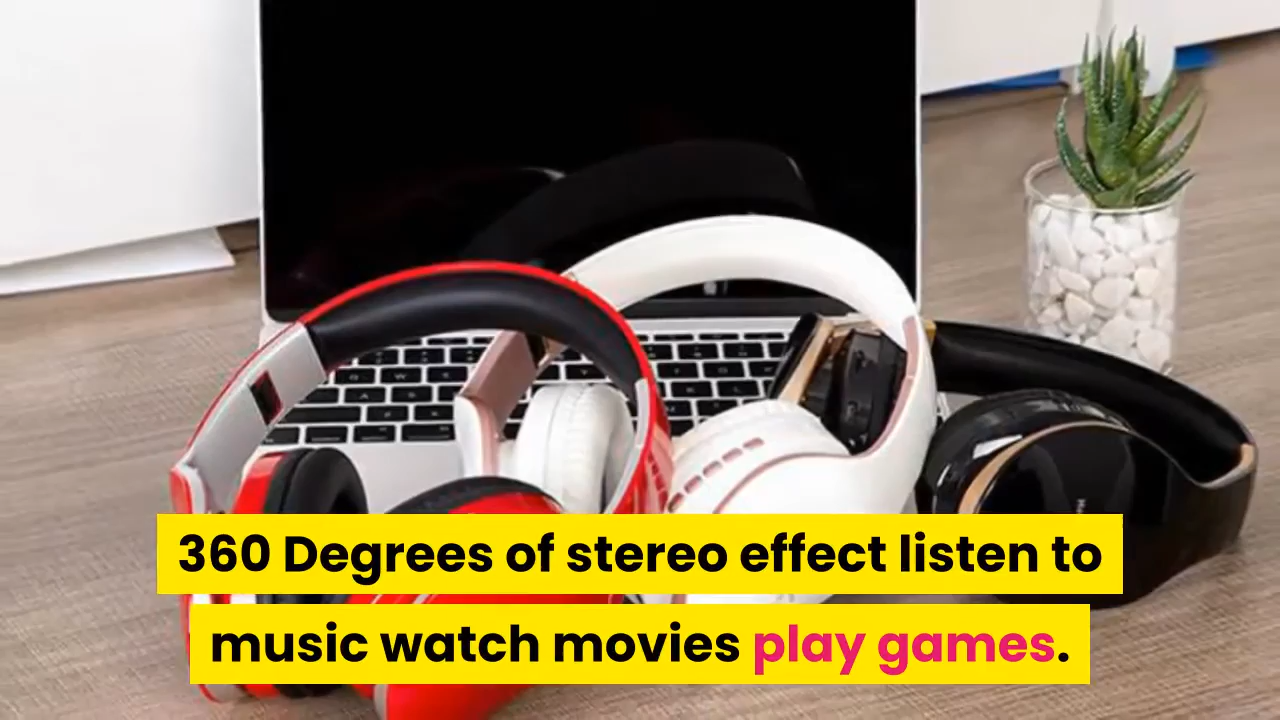 360 Degrees of stereo effect listen to
music watch movies play games.